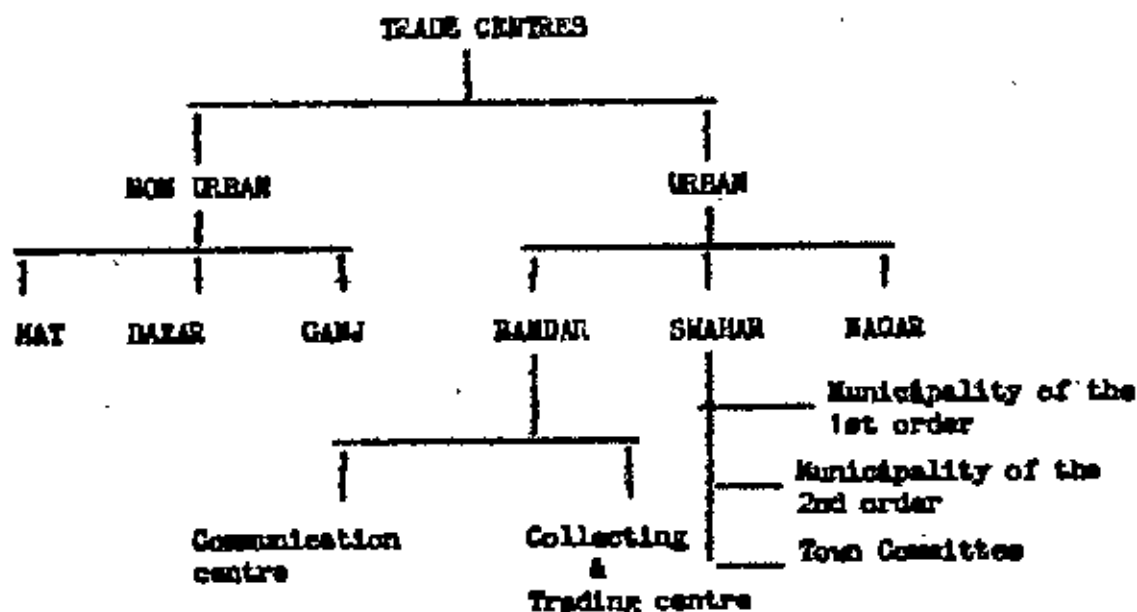 TRADE CENTRES
NON URBAN
URBAN
HAT
BAZAR
GANJ
BANDAR
SHAHAR
NAGAR
Municipality of the
1st order
Municipality of the
2nd order
Town Committee
Communication
centre
Collecting
&
Trading centre